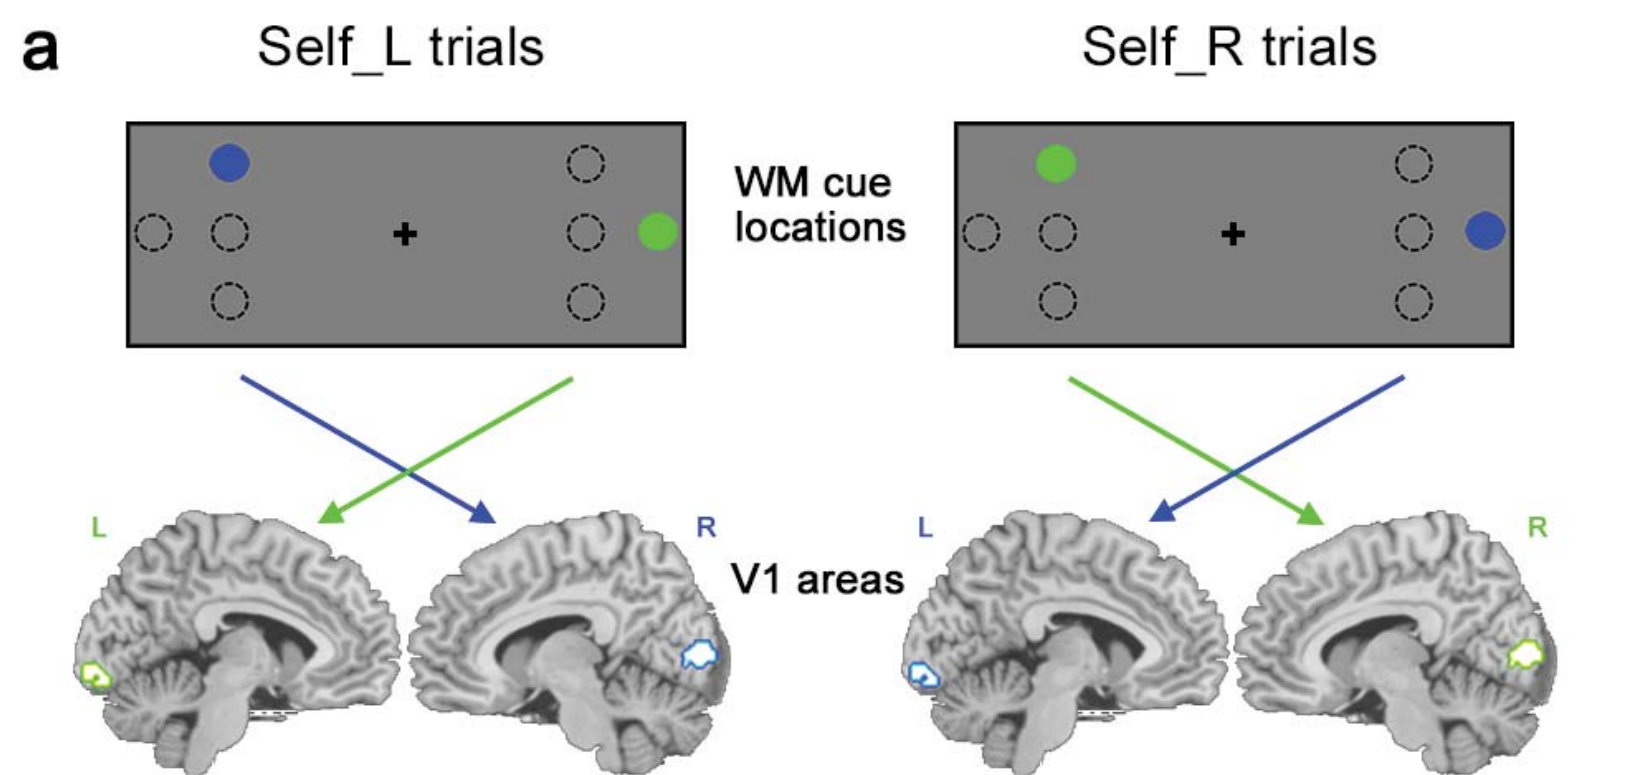 a
Self_L trials
Self_R trials
WM cue
locations
L
R
V1 areas
L
R